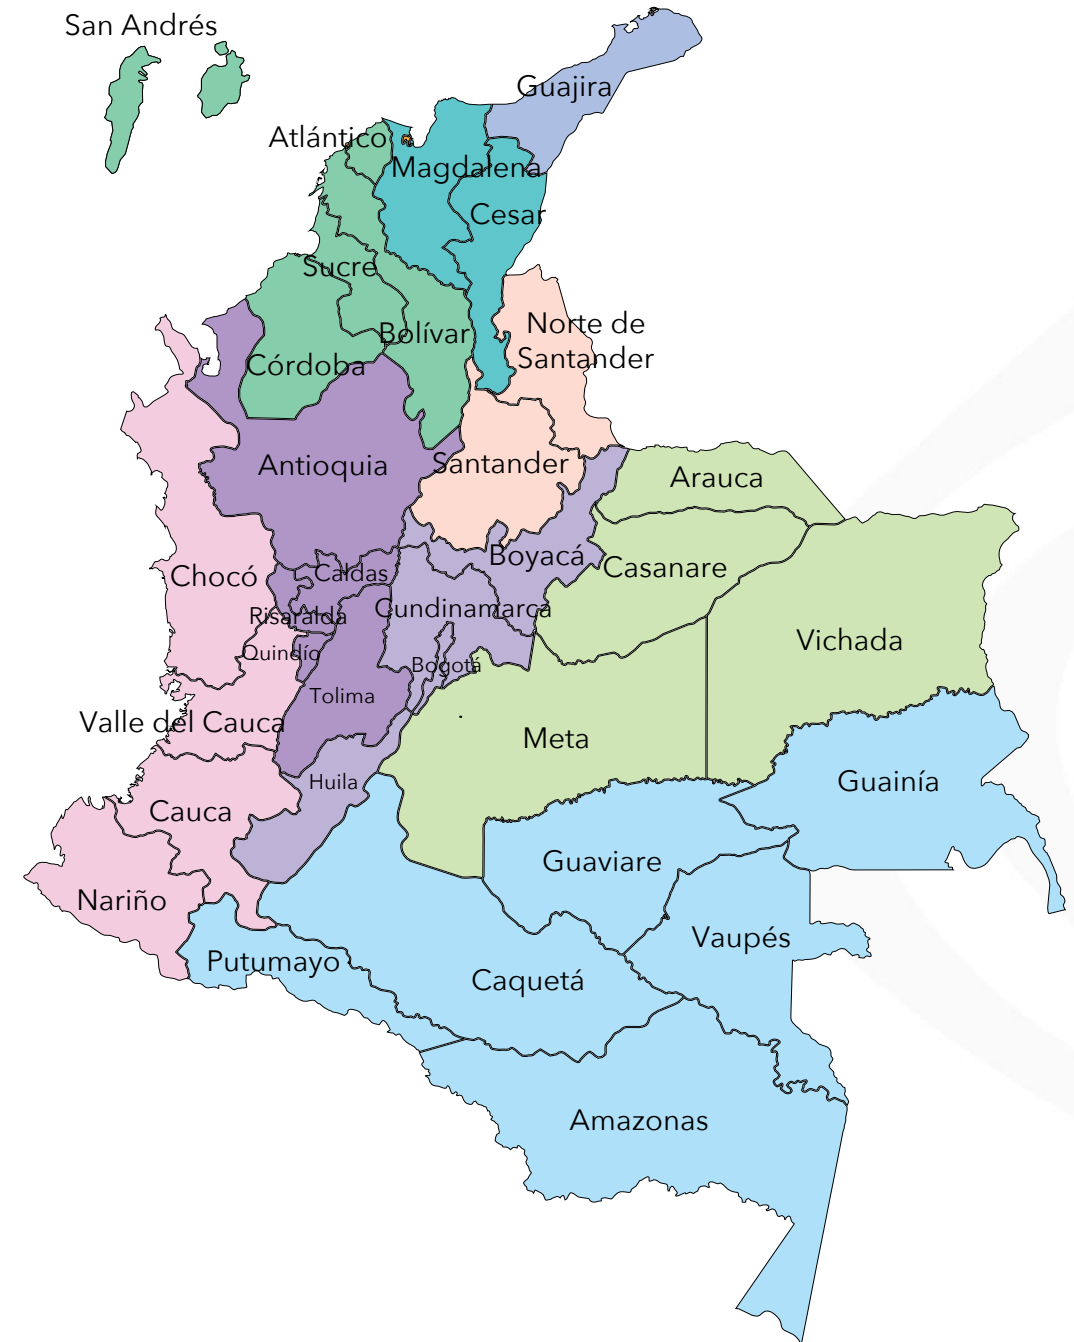 San Andrés
Guajira
Atlántico
Magdalena
Cesar
Sucre
Bolívar
Norte de
Santander
Córdoba
Antioquia
Santander
Arauca
Chocó
Caldas
Boyacá
Casanare
Risaralda
Cundinamarca
Quindío
Bogotá
Vichada
Tolima
Valle del Cauca
Meta
Huila
Guainía
Cauca
Guaviare
Nariño
Vaupés
Putumayo
Caquetá
Amazonas